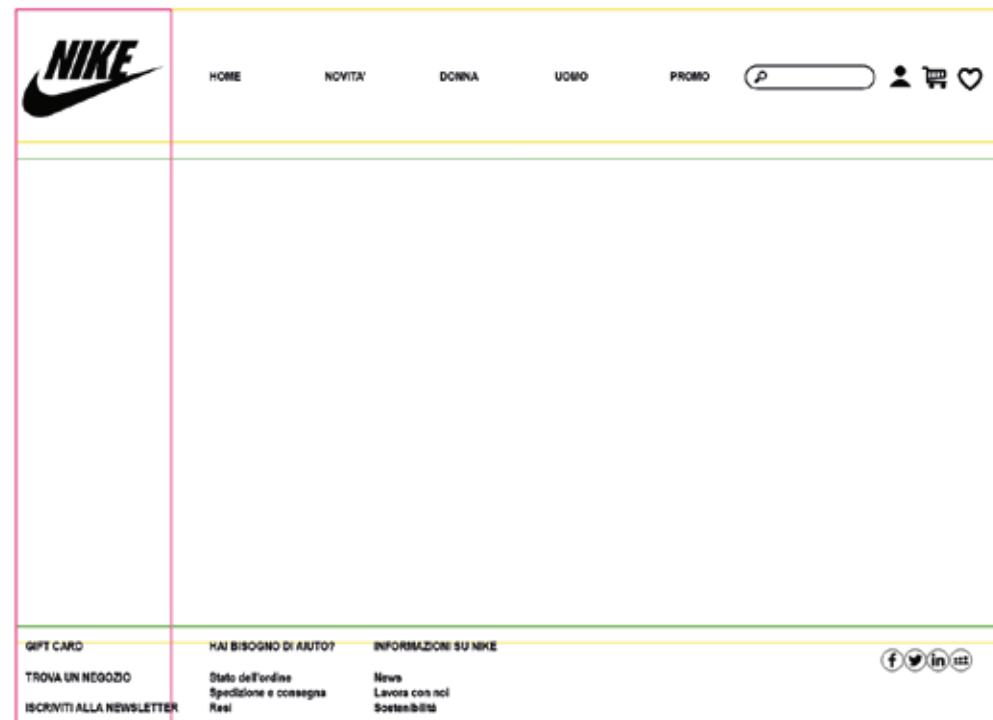 NIKE
HOME NOVITA' DONNA UOMO PROMO
GIFT CARD
TROVA UN NEGOZIO
ISCRIVITI ALLA NEWSLETTER
HAI BISOGNO DI AIUTO?
Stato dell'ordine
Spedizione e consegna
Resi
INFORMAZIONI SU NIKE
News
Lavora con noi
Sostenibilità
f in